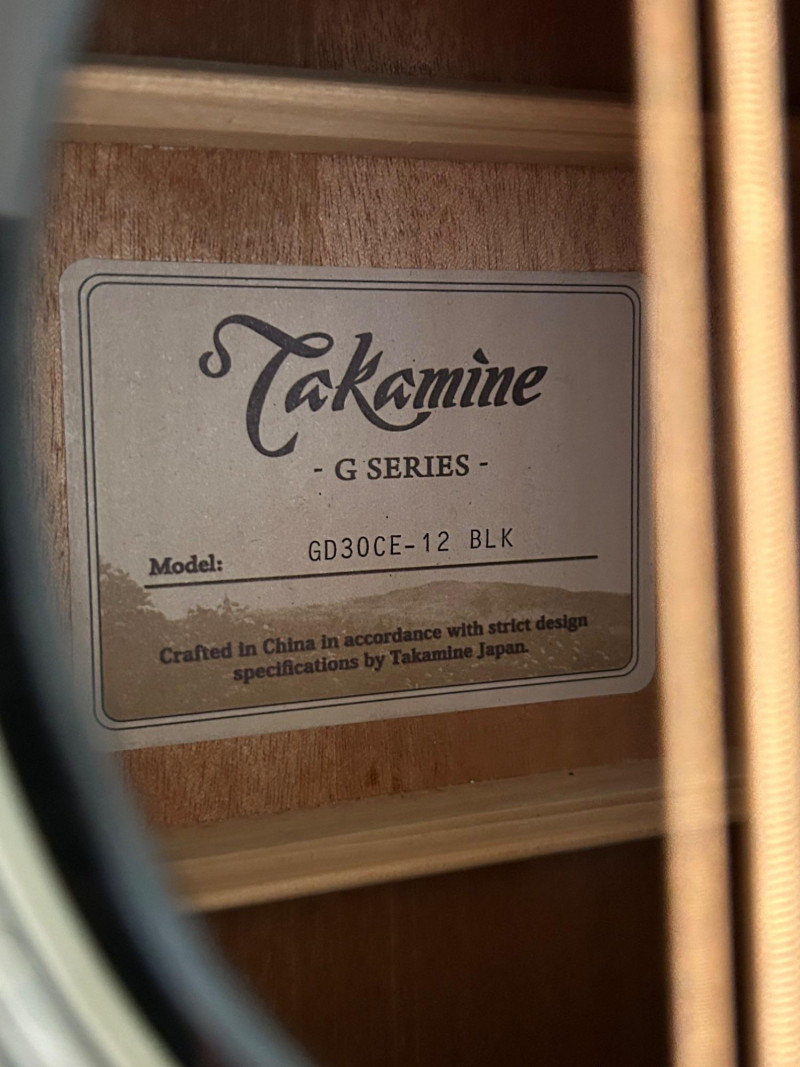 Takamine
- G SERIES -
Model: GD30CE-12 BLK
Crafted in China in accordance with strict design
specifications by Takamine Japan.